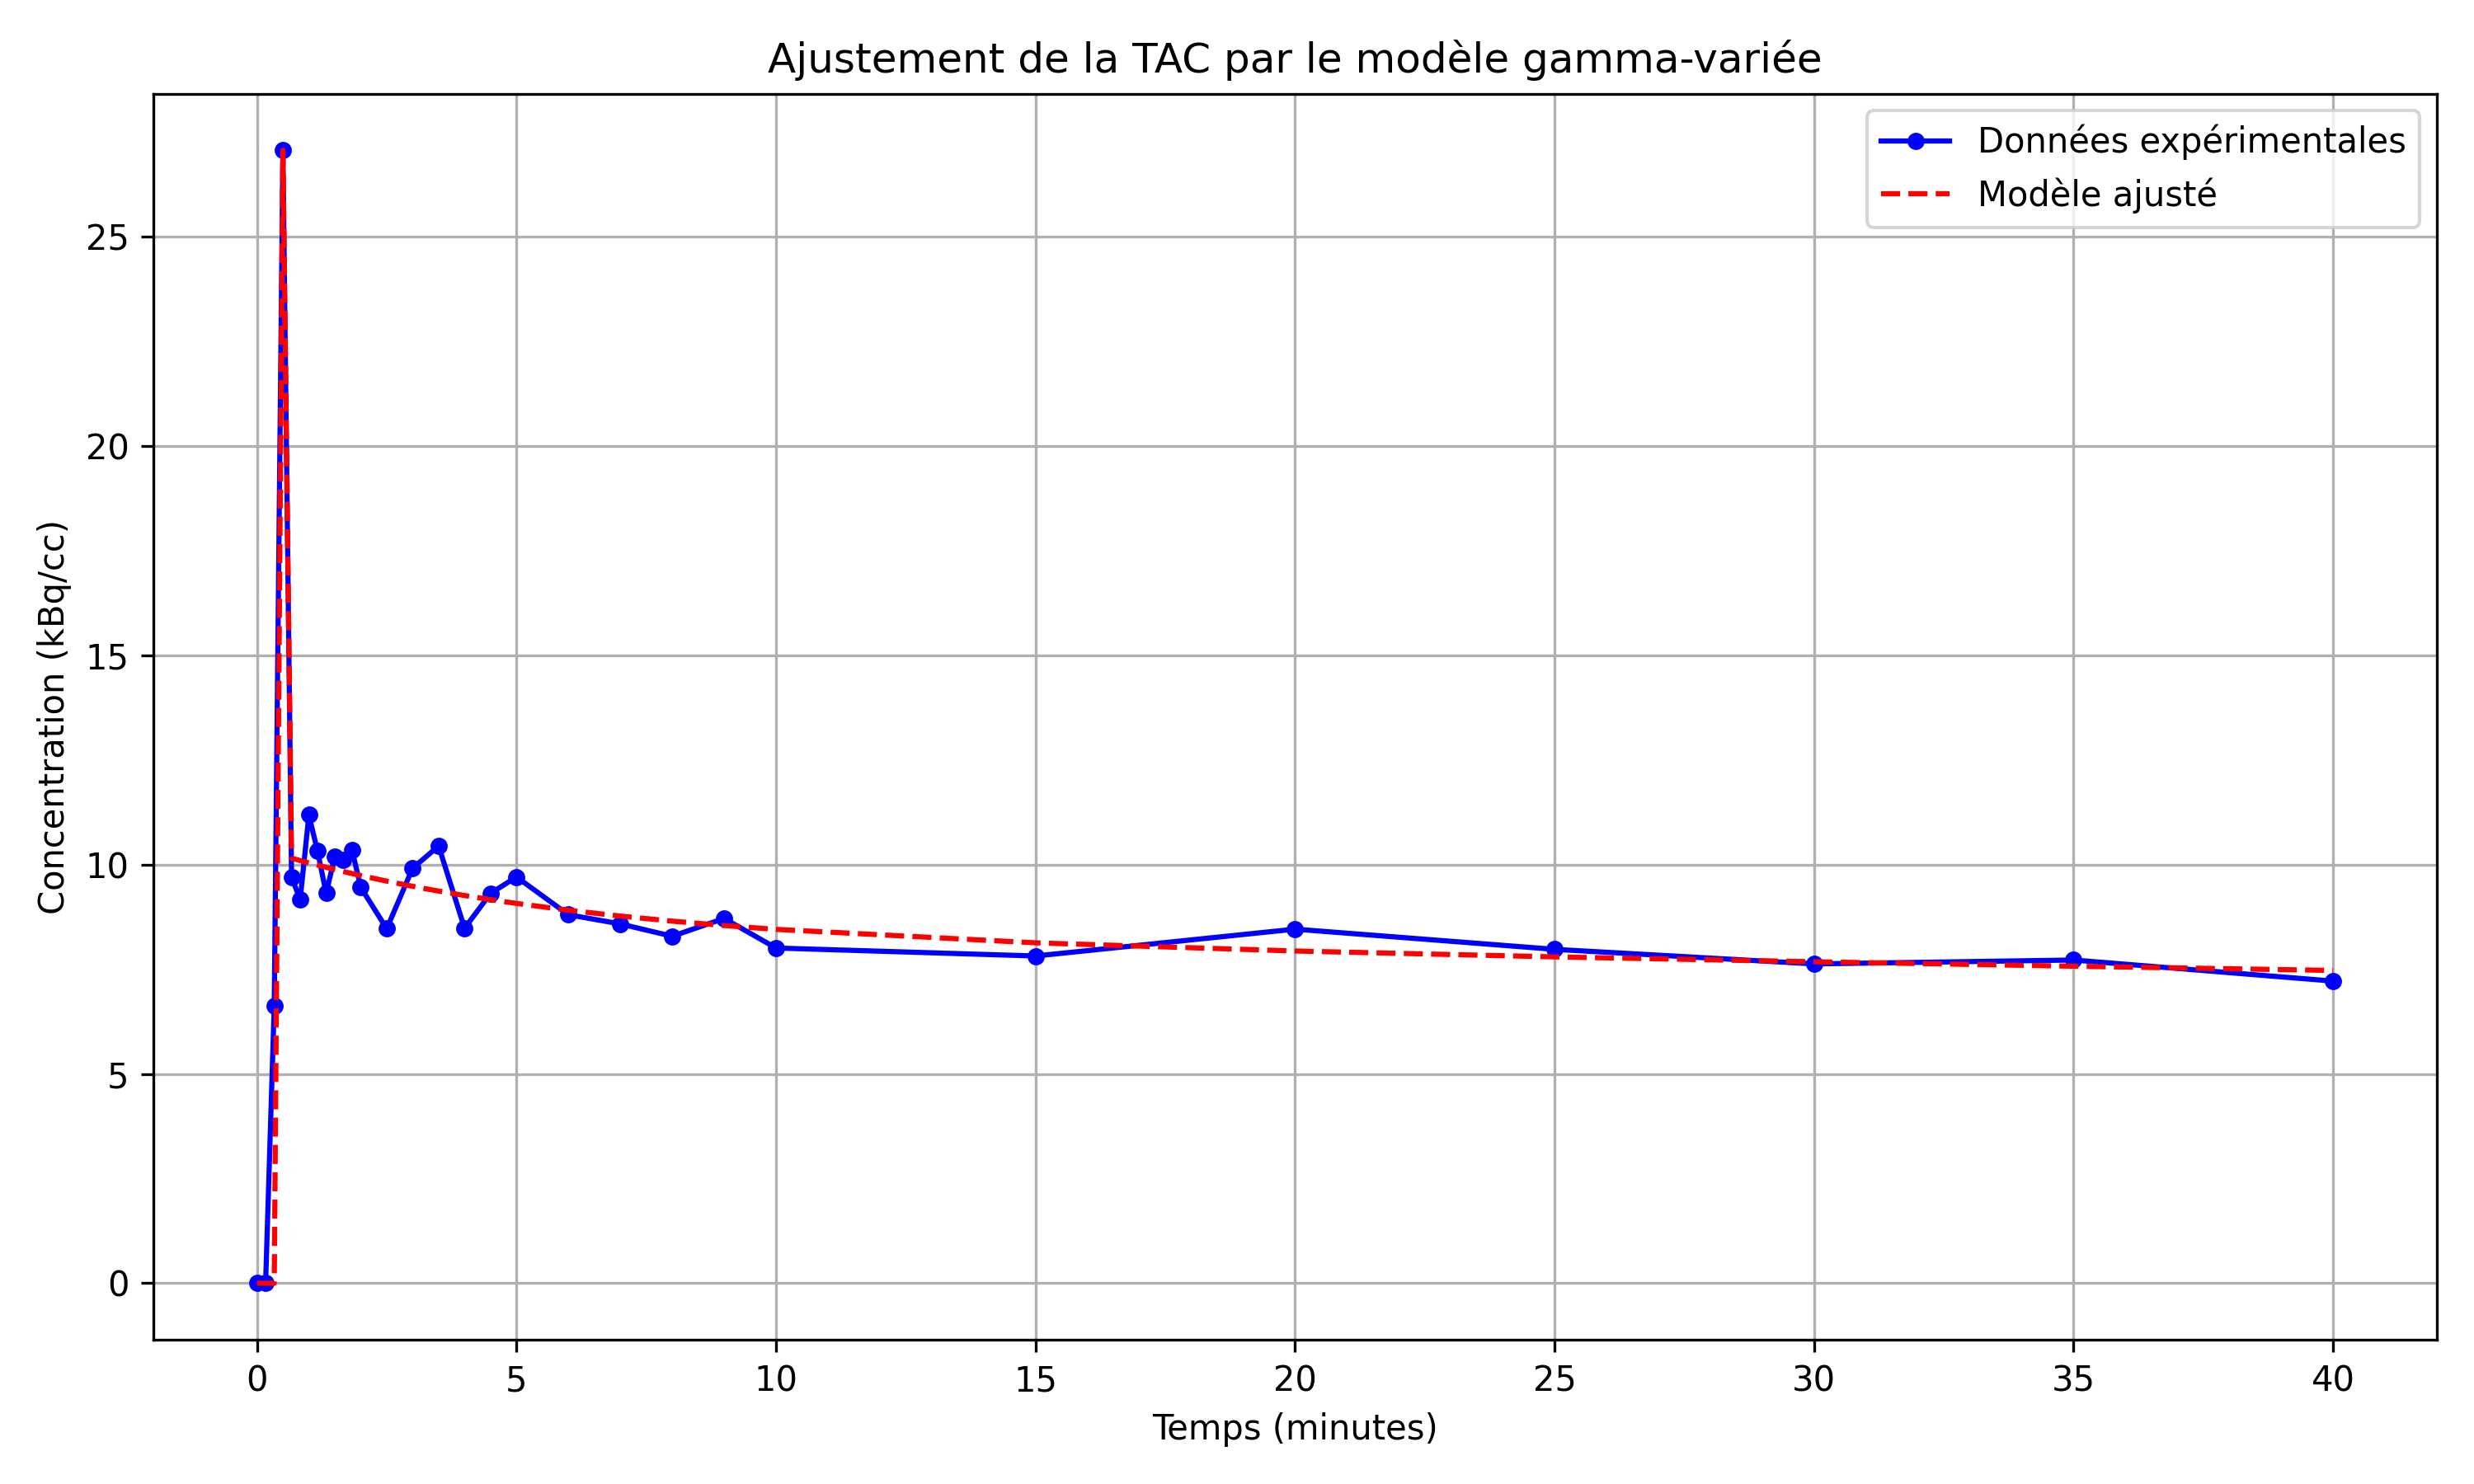 Ajustement de la TAC par le modèle gamma-variée
Données expérimentales
Modèle ajusté
Concentration (kBq/cc)
25
20
15
10
5
0
0 5 10 15 20 25 30 35 40
Temps (minutes)